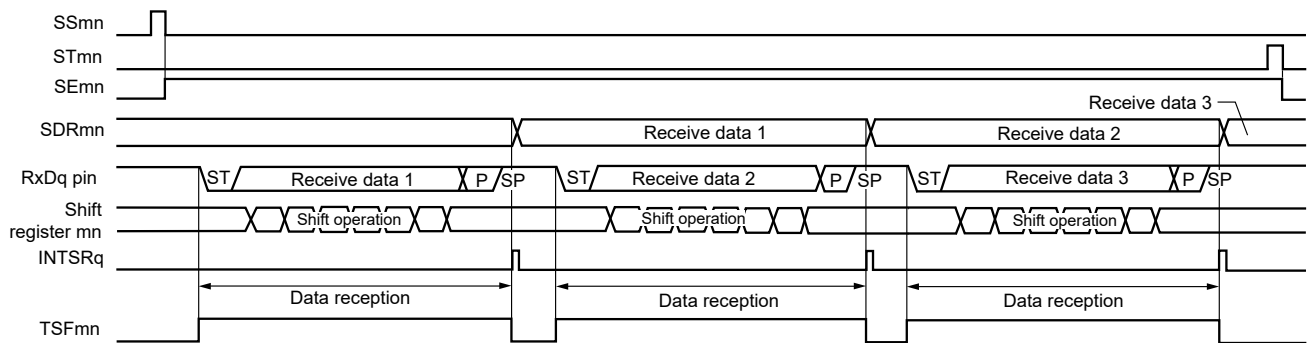 SSmn
STmn
SEmn
Receive data 3
SDRmn
Receive data 1
Receive data 2
RxDq pin
ST
Receive data 1
P
SP
ST
Receive data 2
P
SP
ST
Receive data 3
P
SP
Shift
register mn
Shift operation
Shift operation
Shift operation
INTSRq
Data reception
Data reception
Data reception
TSFmn